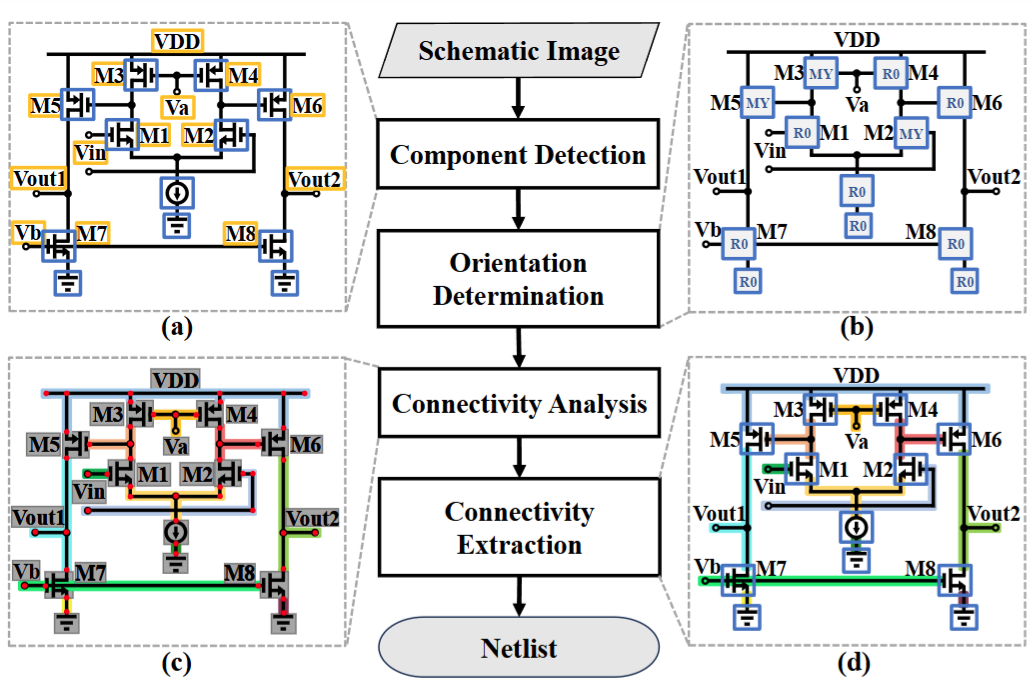 Schematic Image
Component Detection
Orientation
Determination
Connectivity Analysis
Connectivity
Extraction
Netlist
VDD
M3
M4
M5
Va
M6
M1
M2
Vin
Vout1
Vout2
Vb
M7
M8
(a)
VDD
M3
MY
R0
M4
M5
MY
Va
R0
M6
R0
M1
M2
MY
Vin
Vout1
R0
Vout2
R0
Vb
R0
M7
M8
R0
R0
R0
(b)
VDD
M3
M4
M5
Va
M6
M1
M2
Vin
Vout1
Vout2
Vb
M7
M8
(c)
VDD
M3
M4
M5
Va
M6
M1
M2
Vin
Vout1
Vout2
Vb
M7
M8
(d)